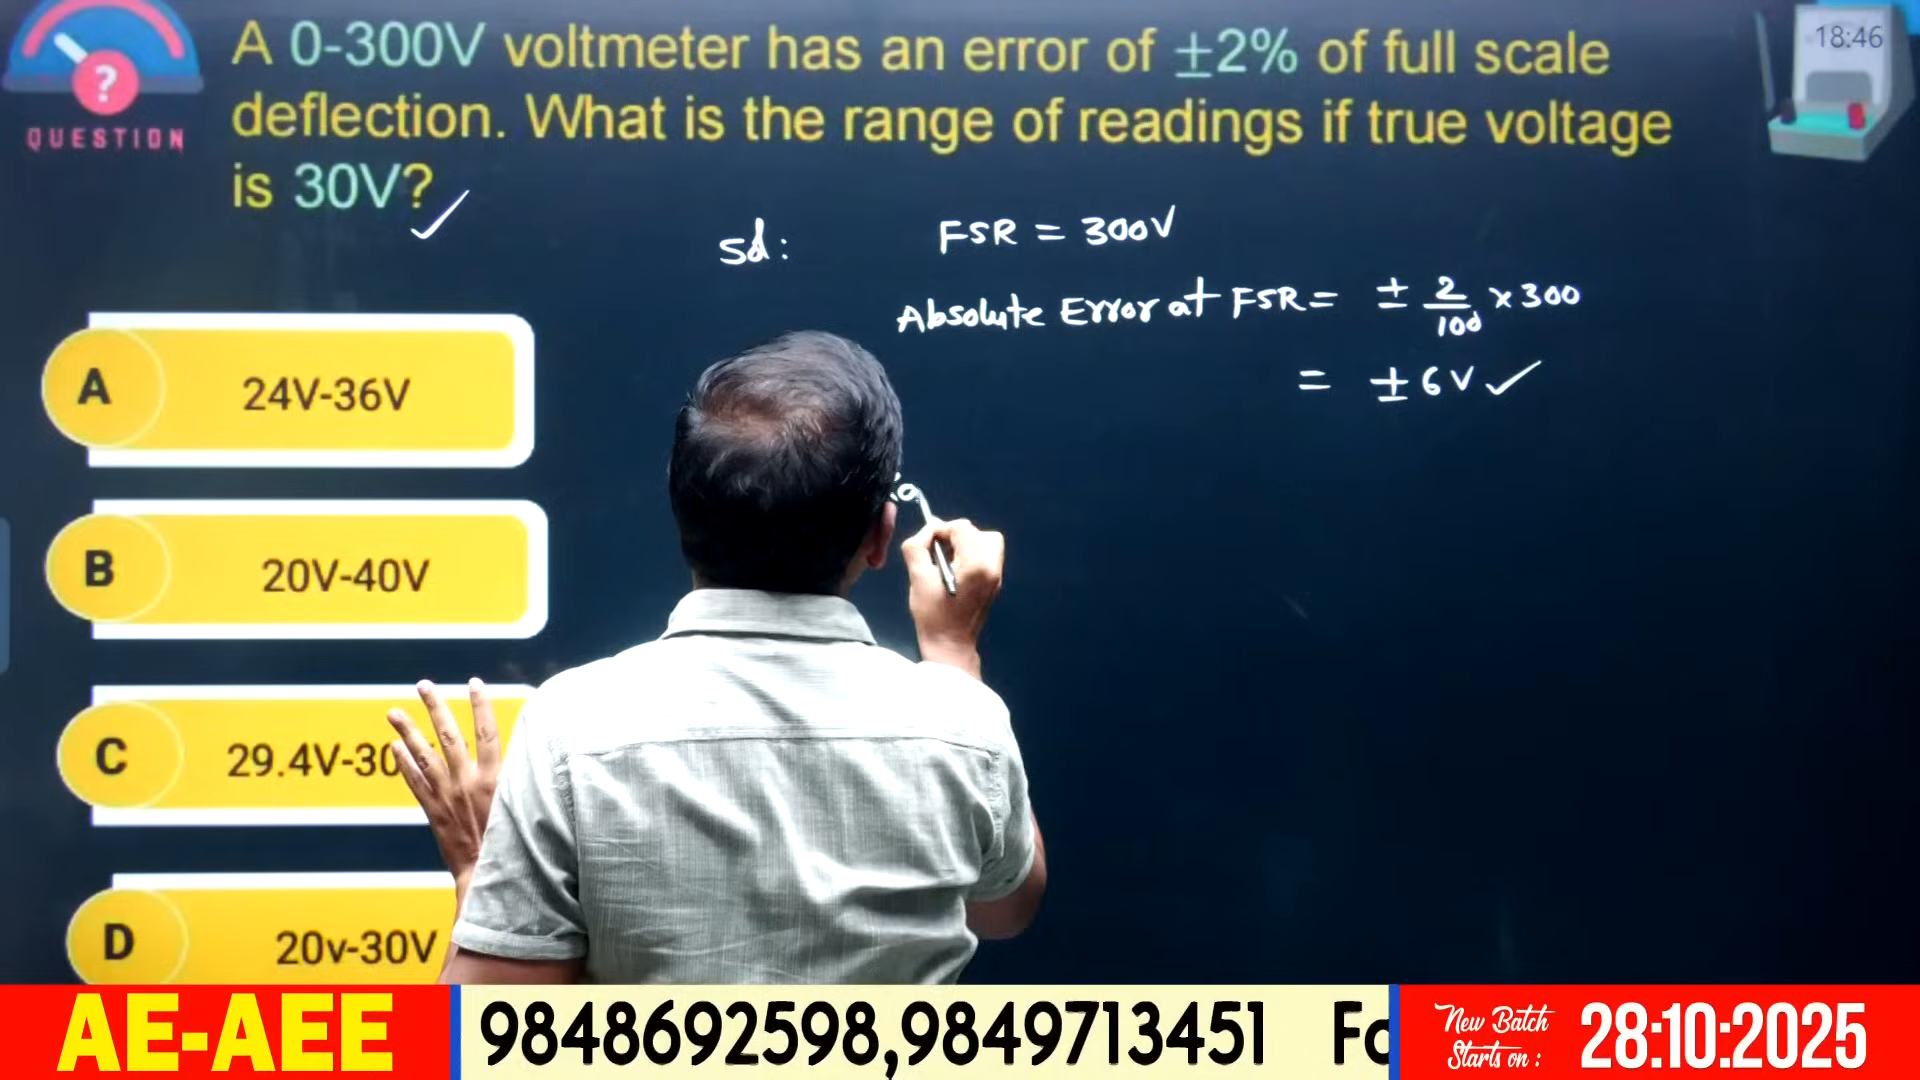 A 0-300V voltmeter has an error of ±2% of full scale
deflection. What is the range of readings if true voltage
is 30V?
QUESTION
18:46
FSR = 300V
Absolute Error at FSR = ± 2/100 × 300
= ± 6V ✓
A 24V-36V
B 20V-40V
C 29.4V-30
D 20v-30V
AE-AEE
9848692598,9849713451 Fo
New Batch
Starts on :
28:10:2025